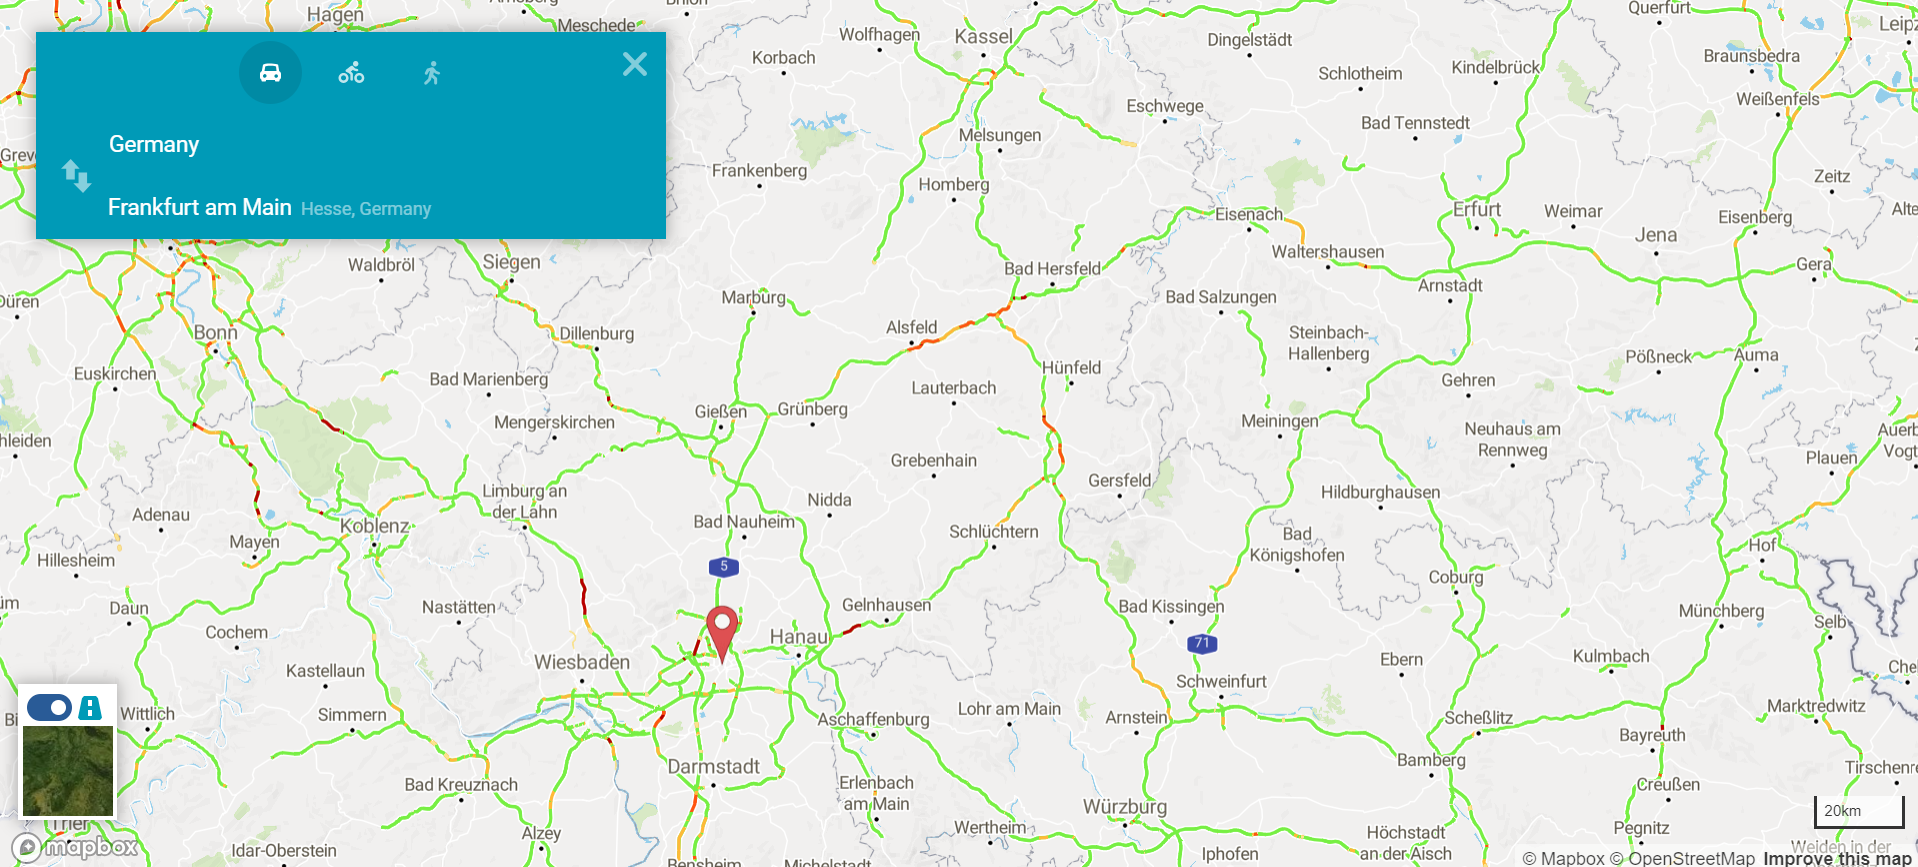 Hagen
Meschede
Germany
Frankfurt am Main Hesse, Germany
Wolfhagen
Kassel
Dingelstädt
Querfurt
Korbach
Schlotheim
Kindelbrück
Braunsbedra
Eschwege
Weißenfels
Melsungen
Bad Tennstedt
Frankenberg
Homberg
Zeitz
Eisenach
Erfurt
Weimar
Eisenberg
Jena
Waldbröl
Siegen
Bad Hersfeld
Waltershausen
Gera
Marburg
Bad Salzungen
Arnstadt
Bonn
Dillenburg
Alsfeld
Steinbach-
Hallenberg
Pößneck
Auma
Euskirchen
Bad Marienberg
Lauterbach
Hünfeld
Gehren
Gießen
Grünberg
Mengerskirchen
Meiningen
Neuhaus am
Rennweg
Plauen
Grebenhain
Gersfeld
Limburg an
der Lahn
Nidda
Hildburghausen
Adenau
Koblenz
Bad Nauheim
Schlüchtern
Bad
Königshofen
Mayen
Hof
Hillesheim
5
Coburg
Daun
Nastätten
Gelnhausen
Bad Kissingen
Münchberg
Cochem
Hanau
71
Selb
Kastellaun
Wiesbaden
Ebern
Kulmbach
Schweinfurt
Wittlich
Simmern
Aschaffenburg
Lohr am Main
Arnstein
Scheßlitz
Marktredwitz
Bayreuth
Darmstadt
Bamberg
Bad Kreuznach
Erlenbach
am Main
Creußen
Würzburg
20km
Trier
Alzey
Wertheim
Höchstadt
an der Aisch
Pegnitz
mapbox
Idar-Oberstein
Bensheim
Michelstadt
Iphofen
Weiden in der
© Mapbox © OpenStreetMap Improve this map